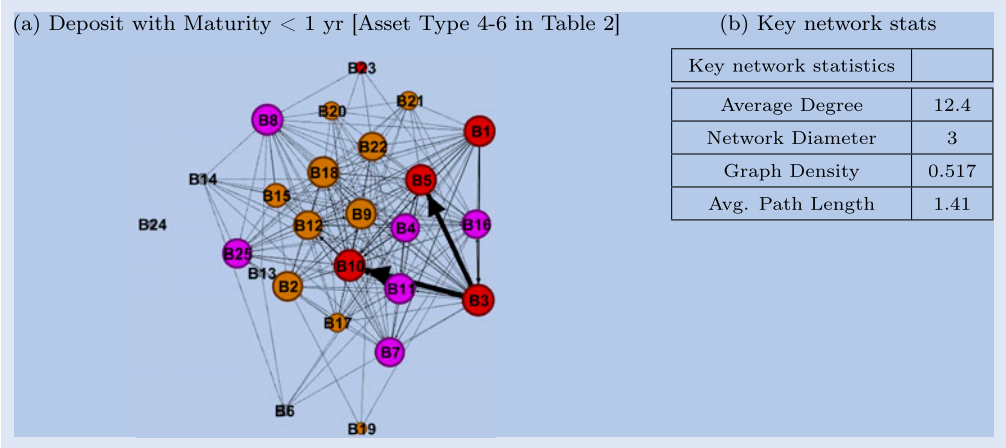 (a) Deposit with Maturity < 1 yr [Asset Type 4-6 in Table 2]
(b) Key network stats
B23
B20
B21
B8
B1
B22
B18
B5
B14
B15
B9
B24
B12
B4
B16
B25
B10
B13
B2
B11
B3
B17
B7
B6
B19
Key network statistics
Average Degree 12.4
Network Diameter 3
Graph Density 0.517
Avg. Path Length 1.41